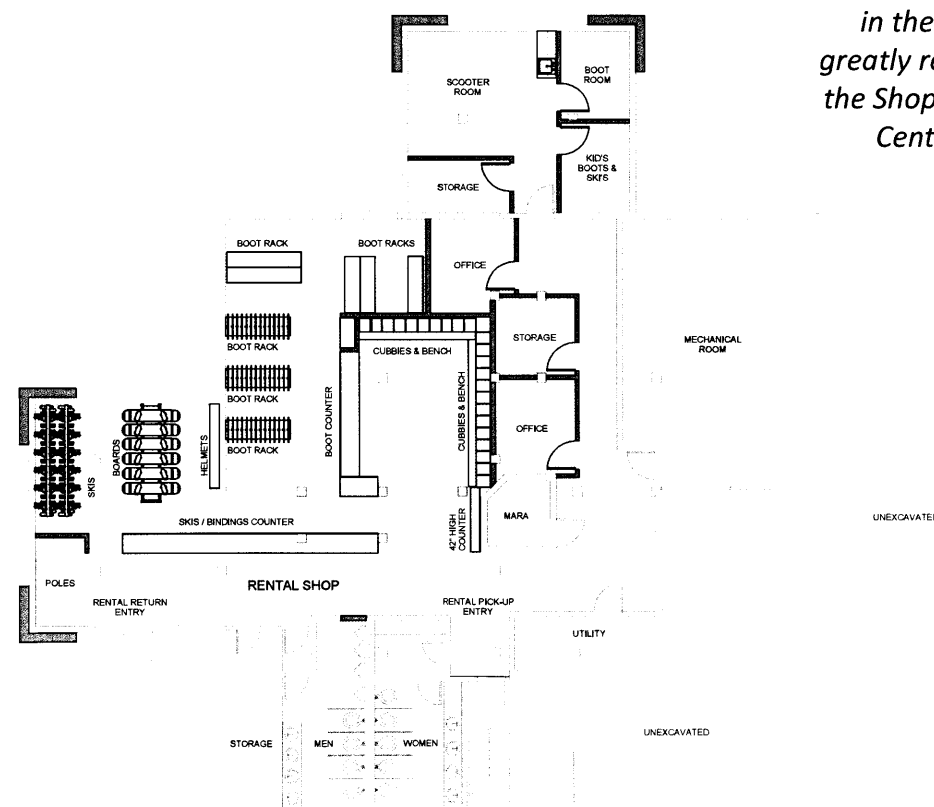 in the
greatly re
the Shop
Cent
SCOOTER
ROOM
BOOT
ROOM
KID'S
BOOTS &
SKI'S
STORAGE
BOOT RACK
BOOT RACKS
OFFICE
STORAGE
MECHANICAL
ROOM
BOOT RACK
CUBBIES & BENCH
BOOT RACK
BOOT COUNTER
CUBBIES & BENCH
OFFICE
BOOT RACK
SKIS
BOARDS
HELMETS
MARA
UNEXCAVATED
SKIS / BINDINGS COUNTER
42" HIGH
COUNTER
POLES
RENTAL SHOP
RENTAL RETURN
ENTRY
RENTAL PICK-UP
ENTRY
UTILITY
UNEXCAVATED
STORAGE
MEN
WOMEN